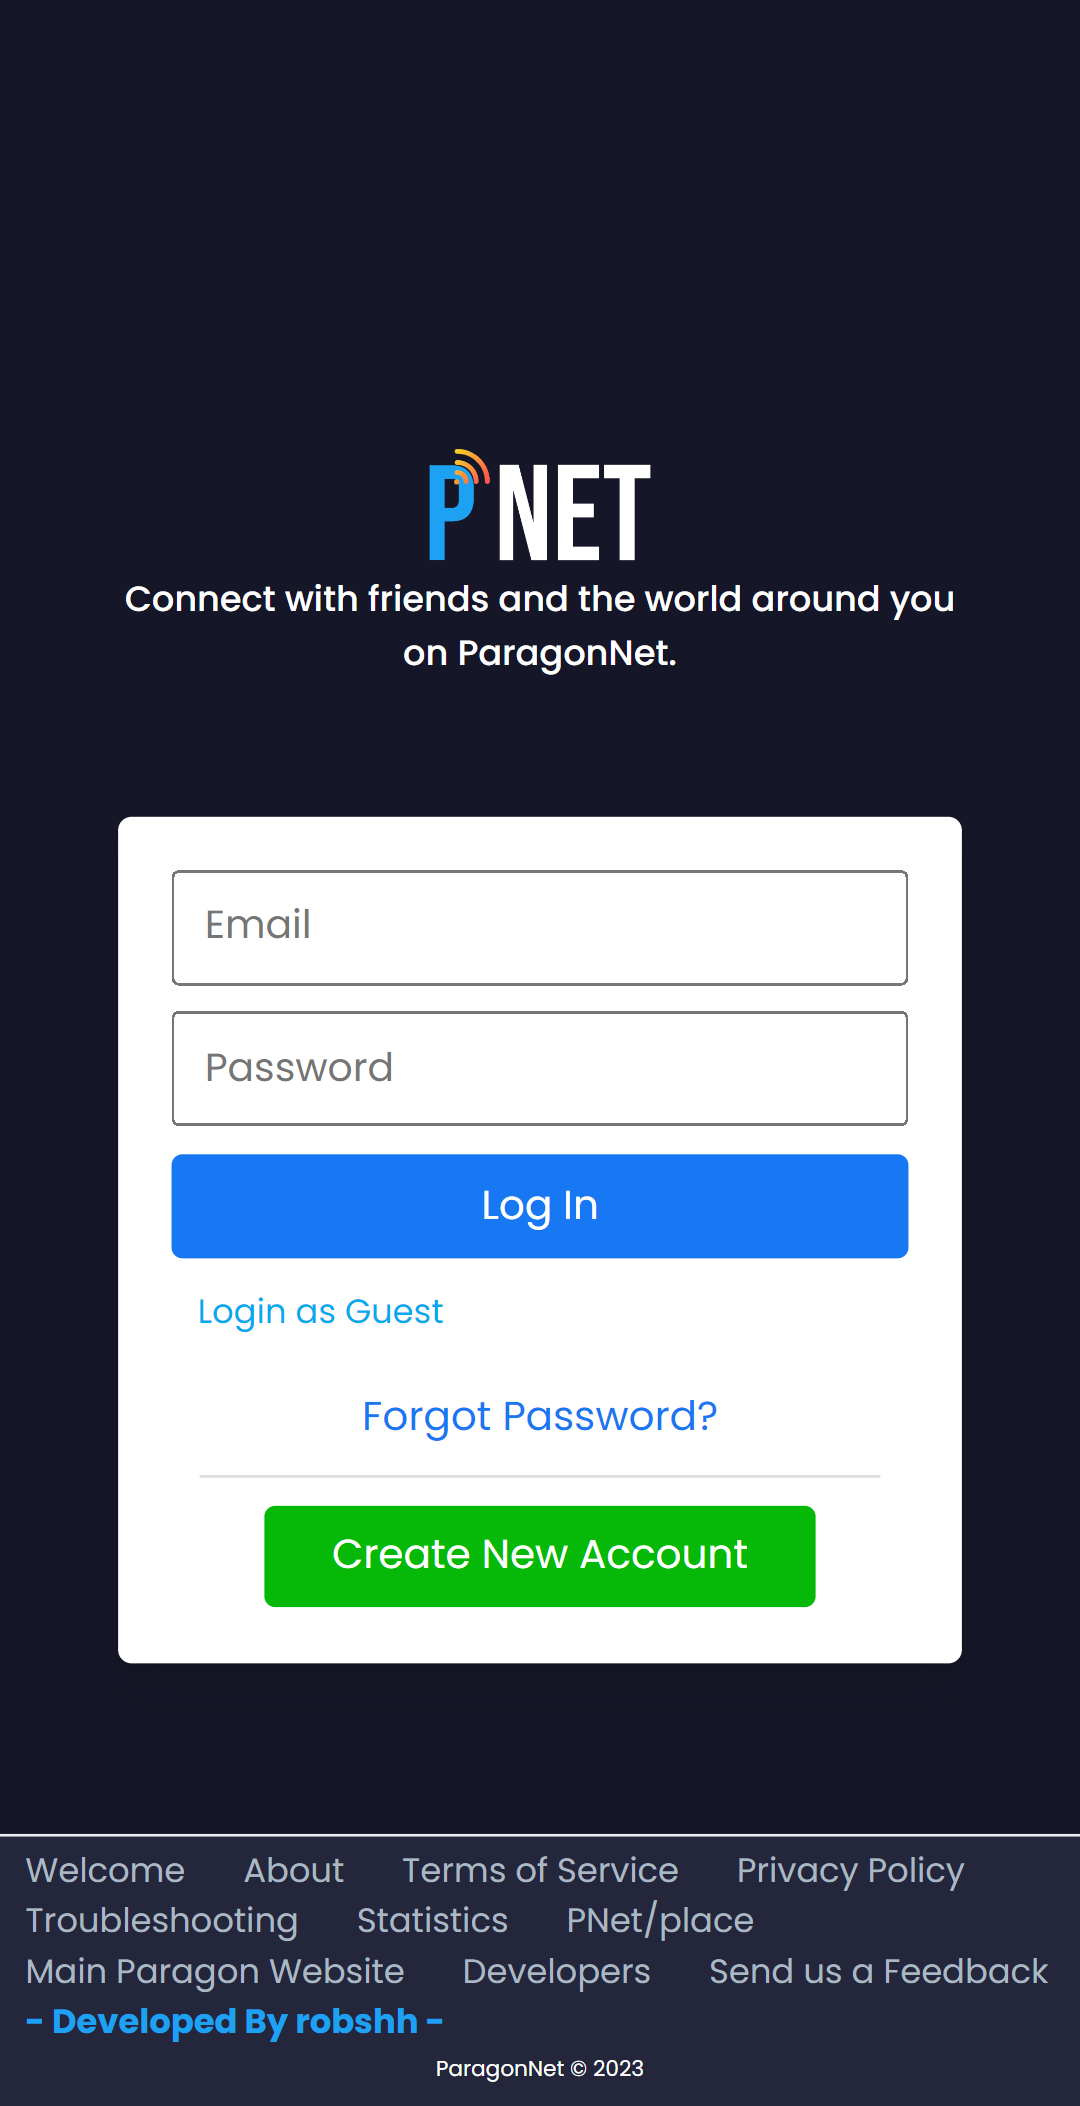 PNET
Connect with friends and the world around you
on ParagonNet.
Email
Password
Log In
Login as Guest
Forgot Password?
Create New Account
Welcome About Terms of Service Privacy Policy
Troubleshooting Statistics PNet/place
Main Paragon Website Developers Send us a Feedback
- Developed By robshh -
ParagonNet © 2023